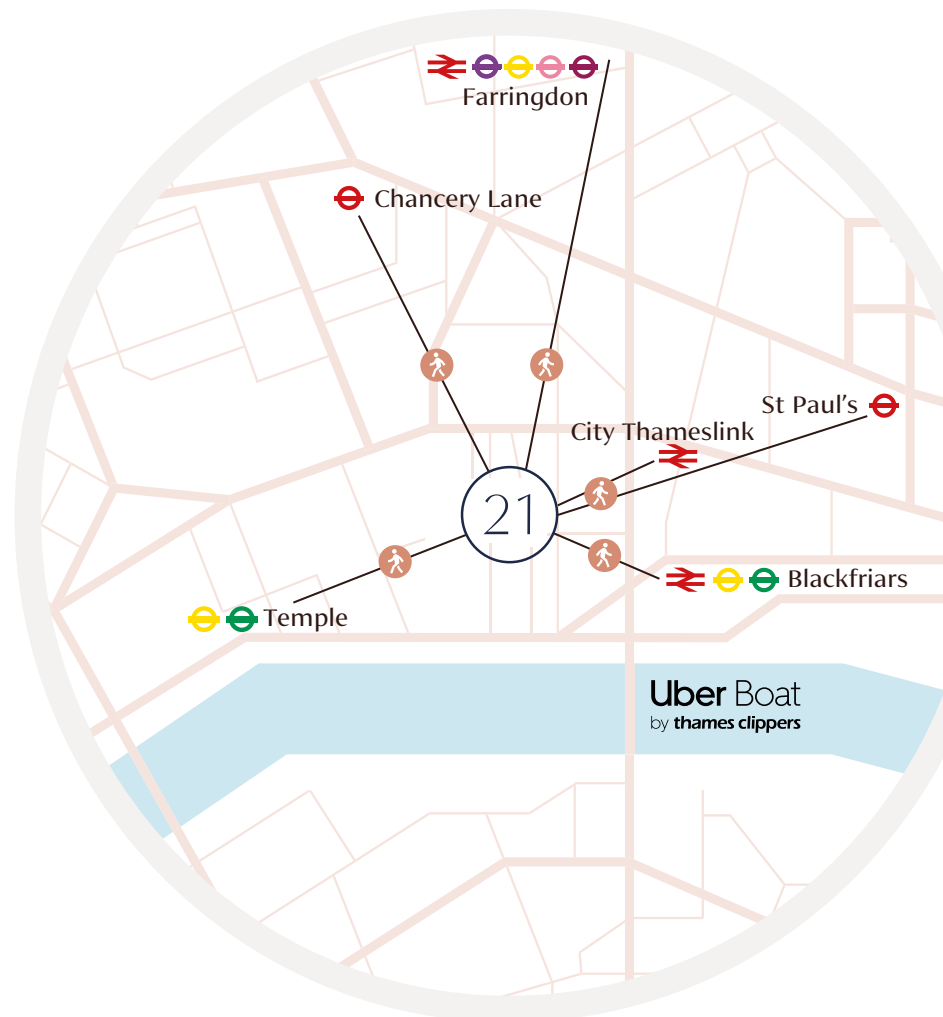 Farringdon
Chancery Lane
St Paul's
City Thameslink
21
Blackfriars
Temple
Uber Boat
by thames clippers